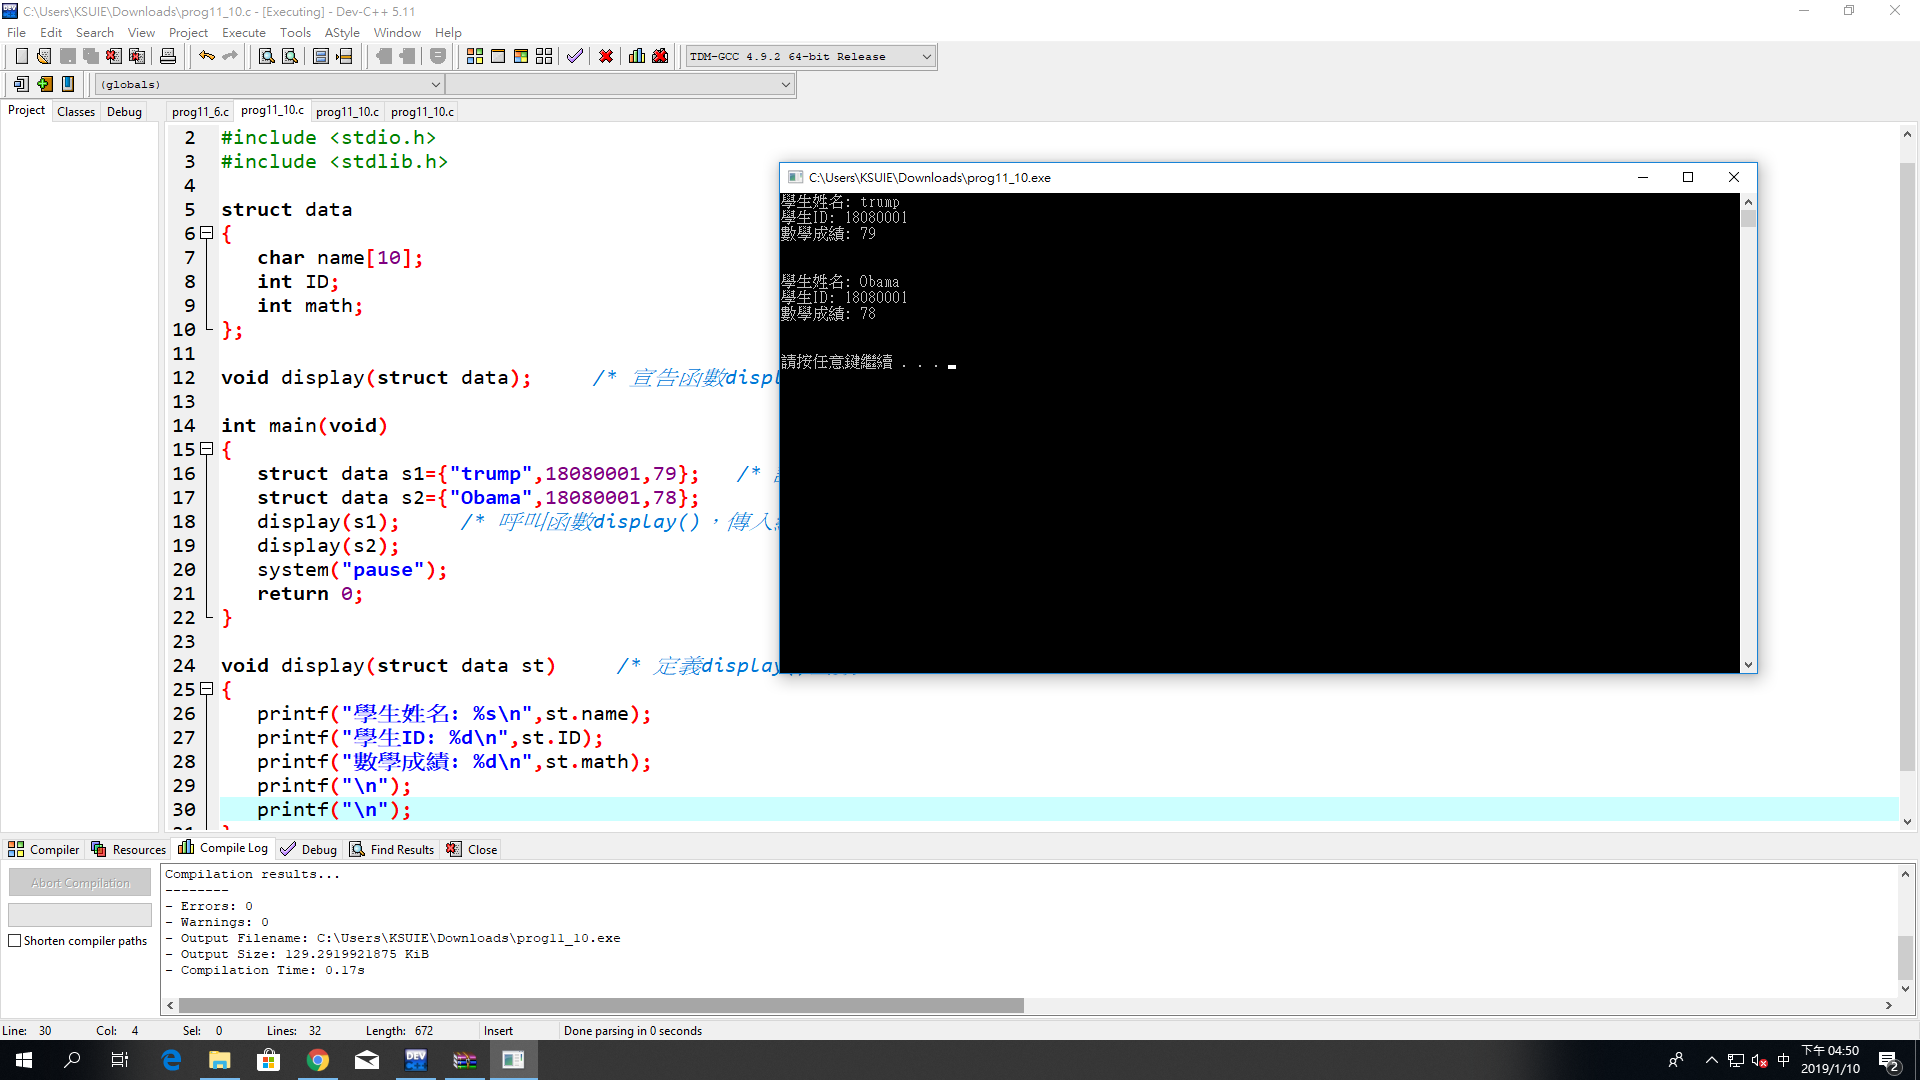 C:\Users\KSUIE\Downloads\prog11_10.c - [Executing] - Dev-C++ 5.11
File Edit Search View Project Execute Tools AStyle Window Help
TDM-GCC 4.9.2 64-bit Release
(globals)
Project Classes Debug
prog11_6.c prog11_10.c prog11_10.c prog11_10.c
2 #include <stdio.h>
3 #include <stdlib.h>
4
5 struct data
6 {
7 char name[10];
8 int ID;
9 int math;
10 };
11
12 void display(struct data); /* 宣告函數displ
13
14 int main(void)
15 {
16 struct data s1={"trump",18080001,79}; /*
17 struct data s2={"Obama",18080001,78};
18 display(s1); /* 呼叫函數display()，傳入
19 display(s2);
20 system("pause");
21 return 0;
22 }
23
24 void display(struct data st) /* 定義display
25 {
26 printf("學生姓名: %s\n",st.name);
27 printf("學生ID: %d\n",st.ID);
28 printf("數學成績: %d\n",st.math);
29 printf("\n");
30 printf("\n");
C:\Users\KSUIE\Downloads\prog11_10.exe
學生姓名: trump
學生ID: 18080001
數學成績: 79
學生姓名: Obama
學生ID: 18080001
數學成績: 78
請按任意鍵繼續 . . .
Compiler Resources Compile Log Debug Find Results Close
Abort Compilation
Shorten compiler paths
Compilation results...
--------
- Errors: 0
- Warnings: 0
- Output Filename: C:\Users\KSUIE\Downloads\prog11_10.exe
- Output Size: 129.2919921875 KiB
- Compilation Time: 0.17s
Line: 30 Col: 4 Sel: 0 Lines: 32 Length: 672 Insert Done parsing in 0 seconds
DEV C++
中
下午 04:50
2019/1/10
2